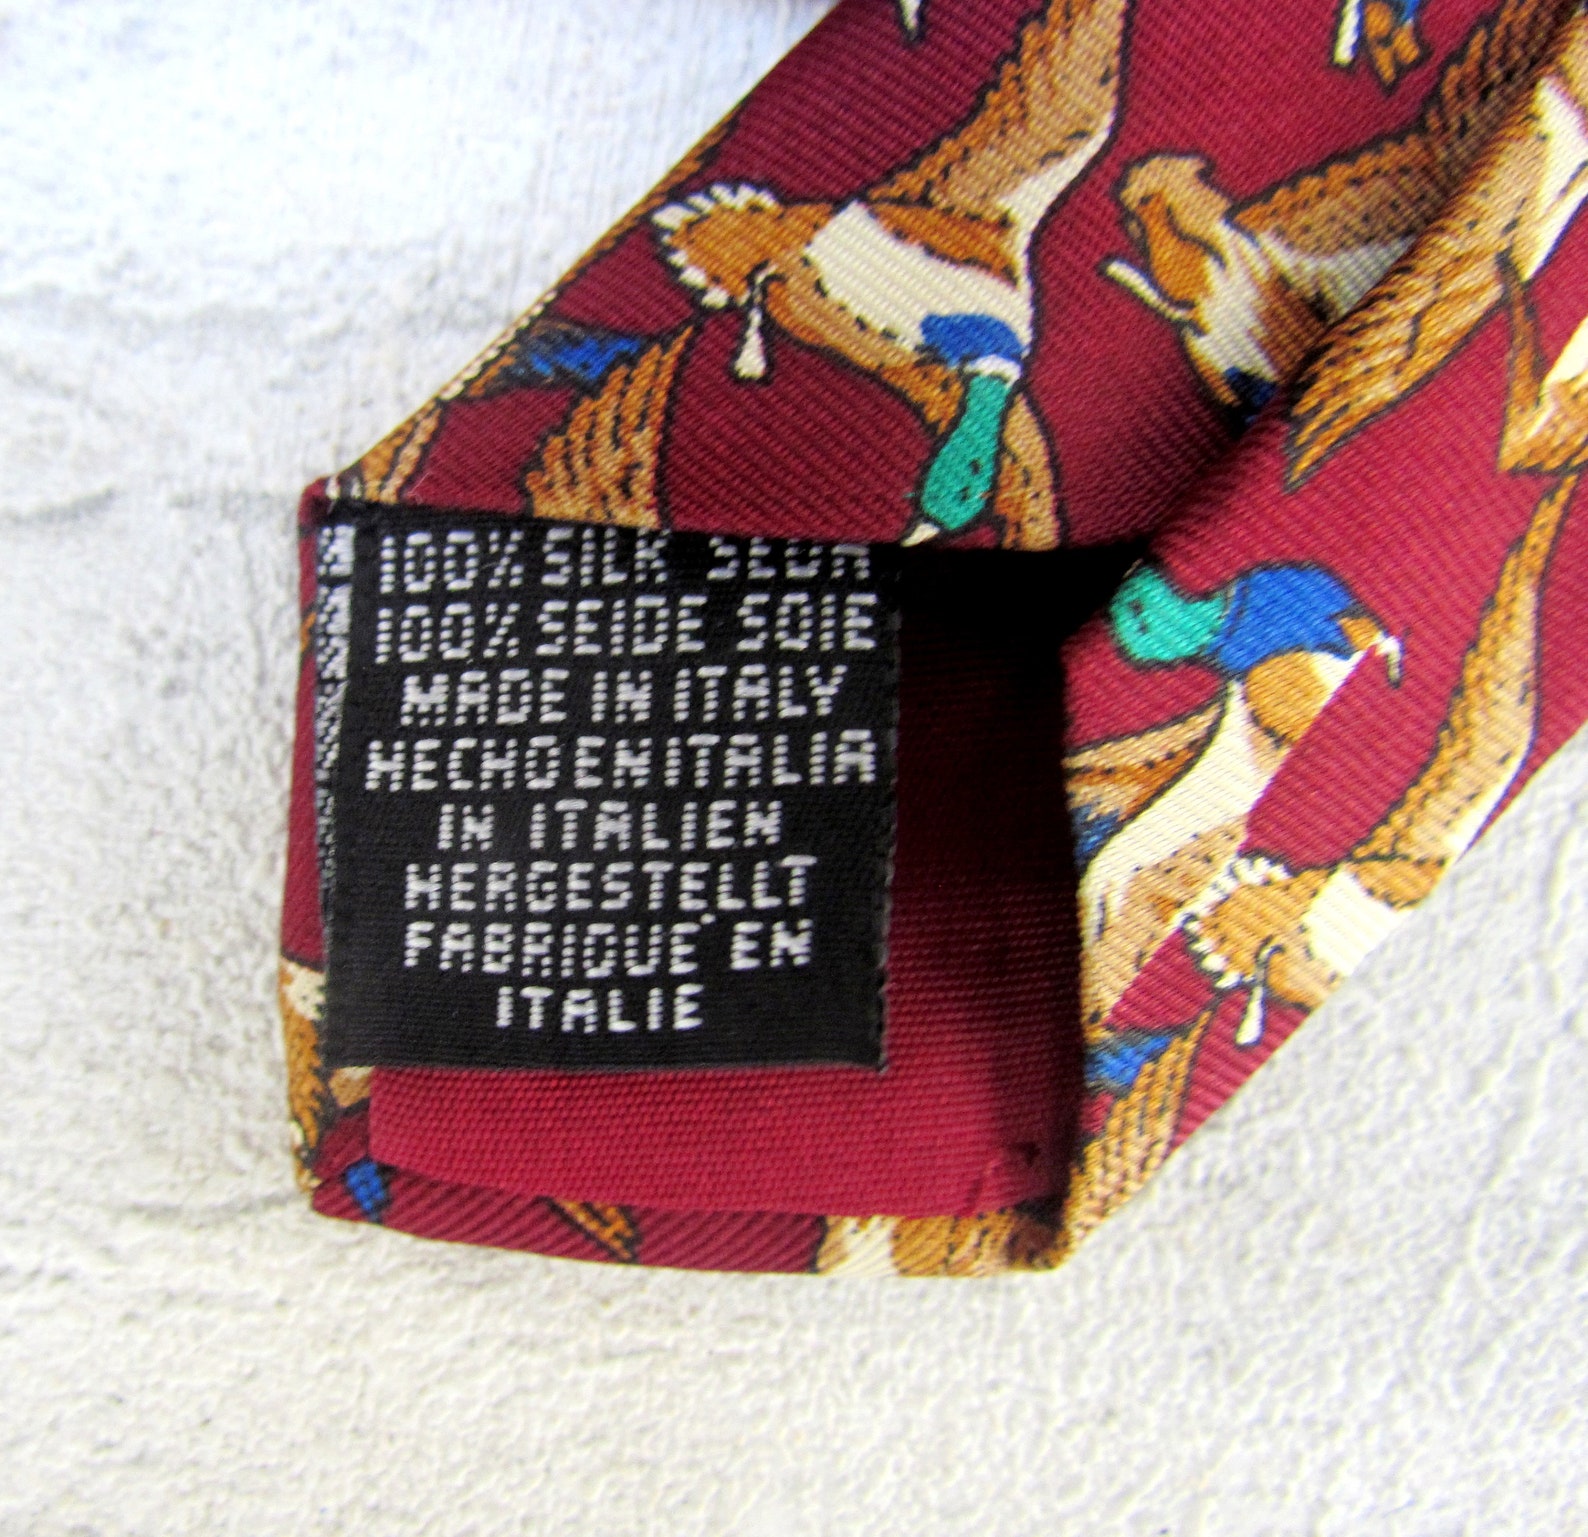 100% SILK SEDA
100% SEIDE SOIE
MADE IN ITALY
HECHO EN ITALIA
IN ITALIEN
HERGESTELLT
FABRIQUÉ EN
ITALIE